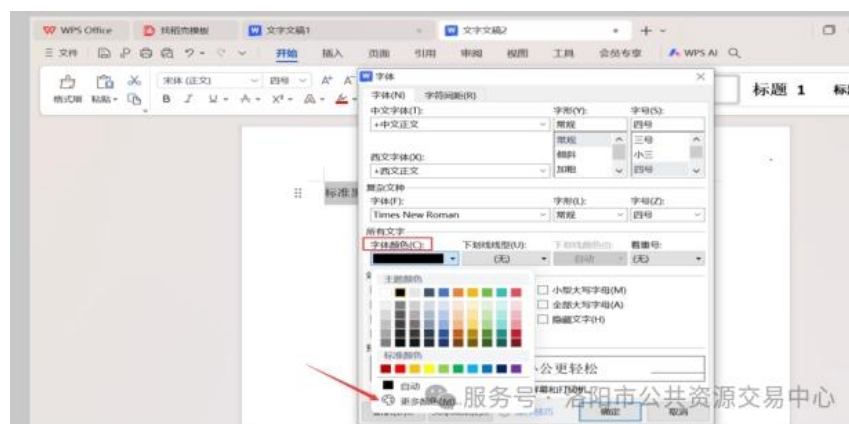 WPS Office 找稻壳模板 文字文稿1 文字文稿2
文件 开始 插入 页面 引用 审阅 视图 工具 会员专享 WPS AI
格式刷 粘贴 宋体 (正文) 四号 标题 1
B I U A X²
字体
字体(N) 字符间距(R)
中文字体(T): 字形(Y): 字号(S):
+中文正文 常规 四号
常规 三号
倾斜 小三
西文字体(X):
+西文正文 加粗 四号
复杂文种
字体(F): 字形(L): 字号(Z):
Times New Roman 常规 四号
所有文字
字体颜色(C): 下划线线型(U): 下划线颜色(I): 着重号:
(无) 自动 (无)
主题颜色
小型大写字母(M)
全部大写字母(A)
隐藏文字(H)
标准颜色
公更轻松
自动
更多颜色(M)...
服务号 · 洛阳市公共资源交易中心
确定 取消